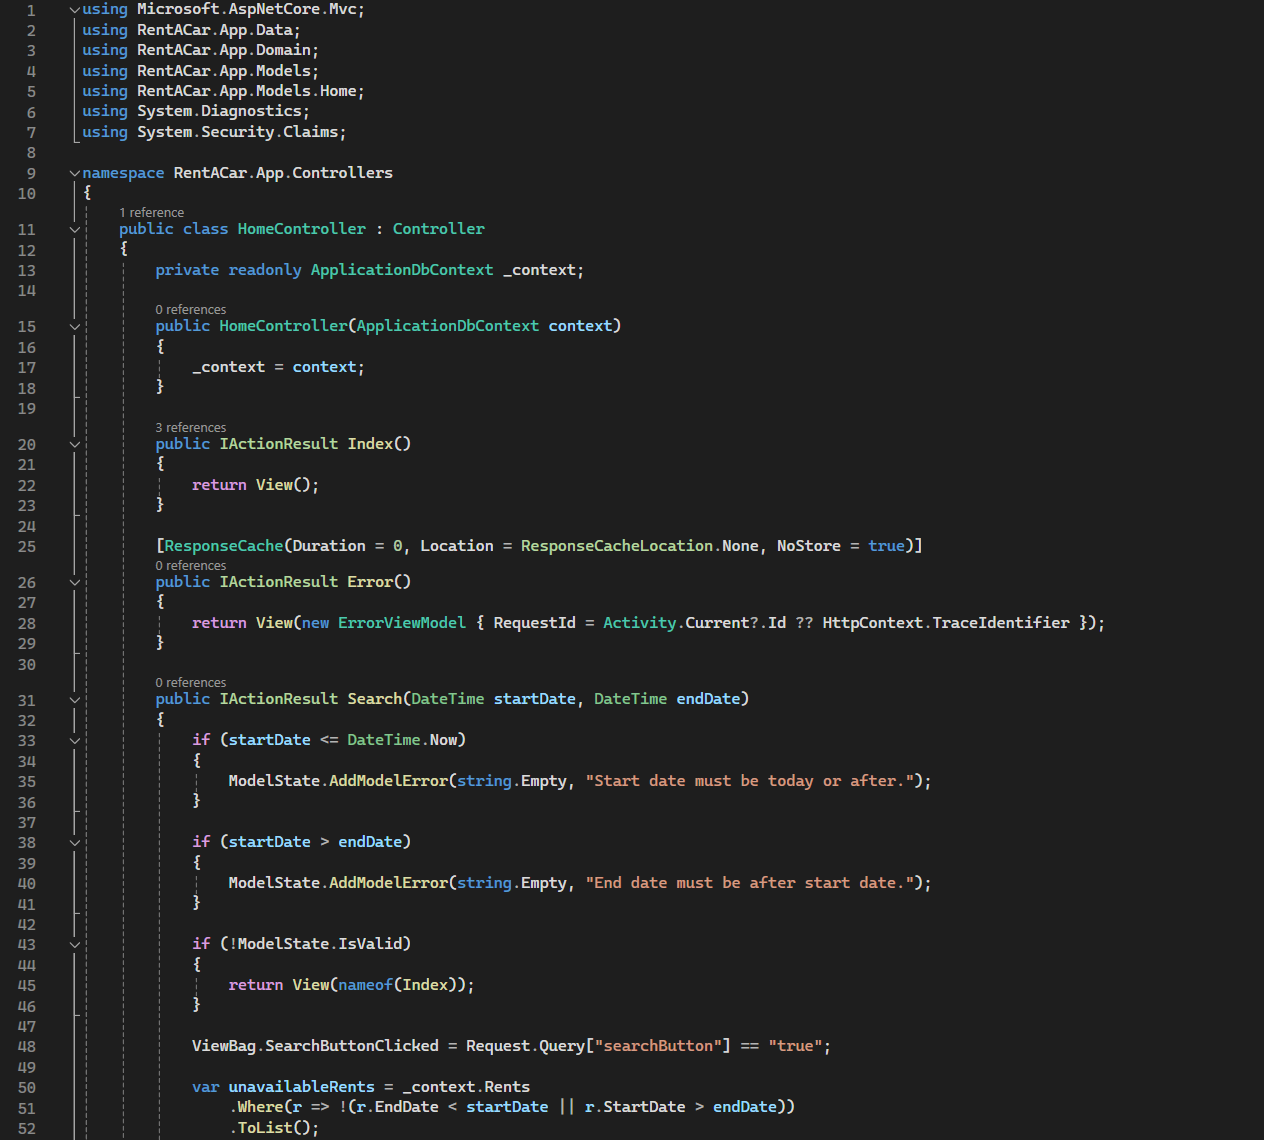 1 using Microsoft.AspNetCore.Mvc;
2 using RentACar.App.Data;
3 using RentACar.App.Domain;
4 using RentACar.App.Models;
5 using RentACar.App.Models.Home;
6 using System.Diagnostics;
7 using System.Security.Claims;
8
9 namespace RentACar.App.Controllers
10 {
1 reference
11 public class HomeController : Controller
12 {
13 private readonly ApplicationDbContext _context;
14
0 references
15 public HomeController(ApplicationDbContext context)
16 {
17 _context = context;
18 }
19
3 references
20 public IActionResult Index()
21 {
22 return View();
23 }
24
25 [ResponseCache(Duration = 0, Location = ResponseCacheLocation.None, NoStore = true)]
0 references
26 public IActionResult Error()
27 {
28 return View(new ErrorViewModel { RequestId = Activity.Current?.Id ?? HttpContext.TraceIdentifier });
29 }
30
0 references
31 public IActionResult Search(DateTime startDate, DateTime endDate)
32 {
33 if (startDate <= DateTime.Now)
34 {
35 ModelState.AddModelError(string.Empty, "Start date must be today or after.");
36 }
37
38 if (startDate > endDate)
39 {
40 ModelState.AddModelError(string.Empty, "End date must be after start date.");
41 }
42
43 if (!ModelState.IsValid)
44 {
45 return View(nameof(Index));
46 }
47
48 ViewBag.SearchButtonClicked = Request.Query["searchButton"] == "true";
49
50 var unavailableRents = _context.Rents
51 .Where(r => !(r.EndDate < startDate || r.StartDate > endDate))
52 .ToList();